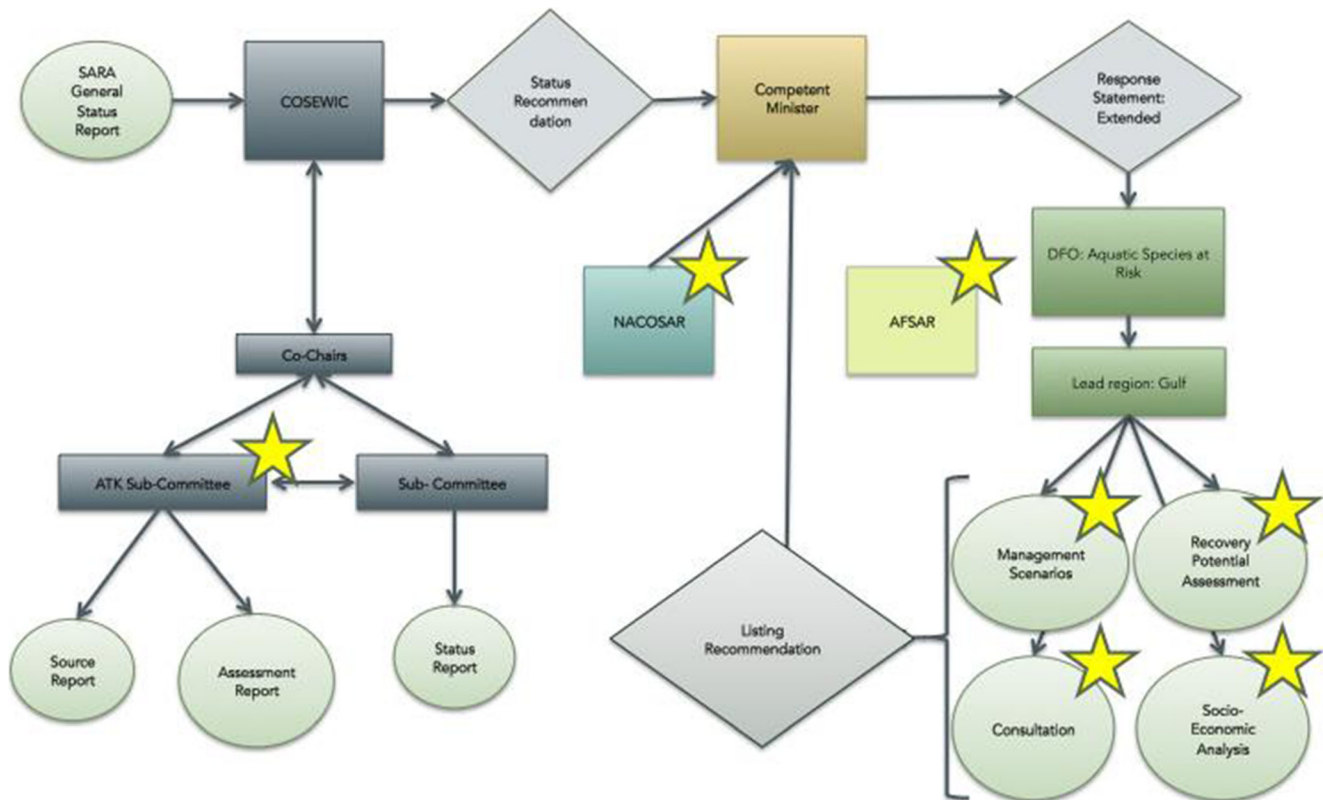 SARA
General
Status
Report
COSEWIC
Status
Recommen
dation
Competent
Minister
Response
Statement:
Extended
DFO: Aquatic Species at
Risk
NACOSAR
AFSAR
Co-Chairs
Lead region: Gulf
ATK Sub-Committee
Sub- Committee
Management
Scenarios
Recovery
Potential
Assessment
Listing
Recommendation
Source
Report
Assessment
Report
Status
Report
Consultation
Socio-
Economic
Analysis